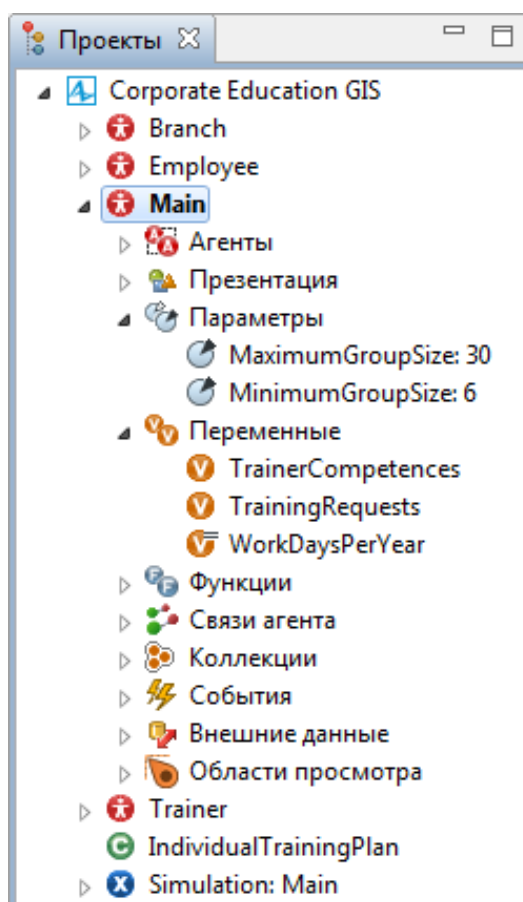 Проекты
Corporate Education GIS
Branch
Employee
Main
Агенты
Презентация
Параметры
MaximumGroupSize: 30
MinimumGroupSize: 6
Переменные
TrainerCompetences
TrainingRequests
WorkDaysPerYear
Функции
Связи агента
Коллекции
События
Внешние данные
Области просмотра
Trainer
IndividualTrainingPlan
Simulation: Main